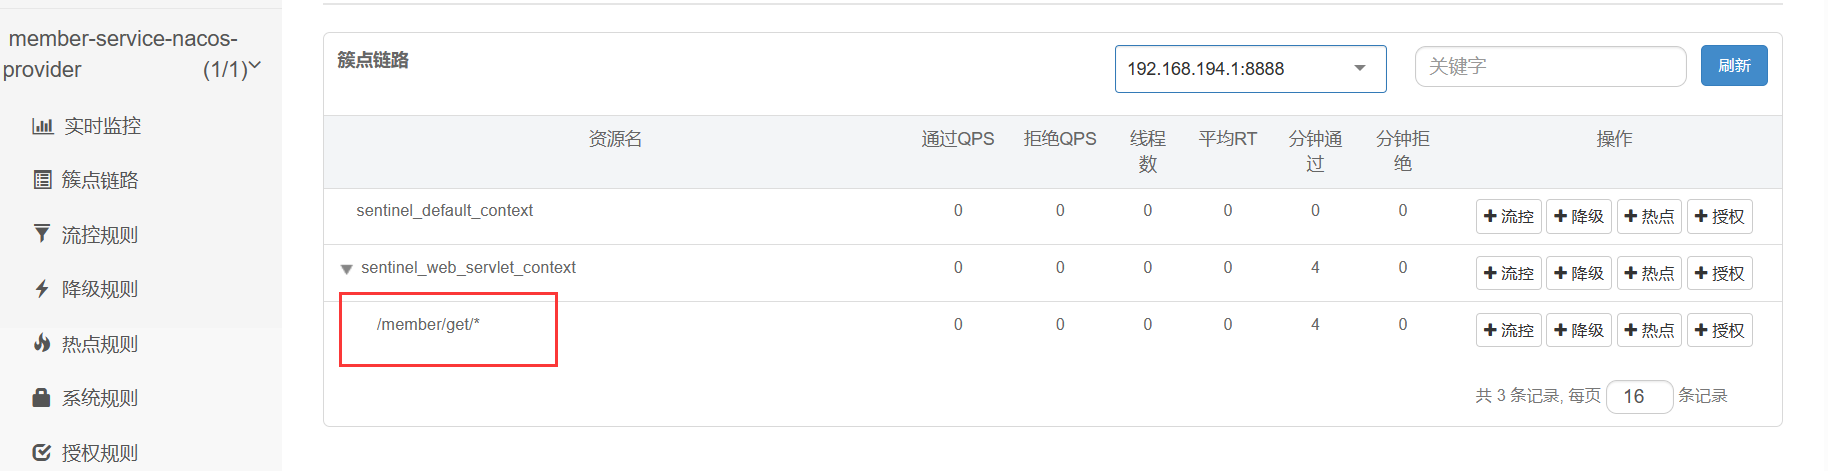 member-service-nacos-
provider (1/1)
实时监控
簇点链路
流控规则
降级规则
热点规则
系统规则
授权规则
簇点链路 192.168.194.1:8888 关键字 刷新
资源名 通过QPS 拒绝QPS 线程 平均RT 分钟通 分钟拒 操作
数 过 绝
sentinel_default_context 0 0 0 0 0 0 流控 降级 热点 授权
sentinel_web_servlet_context 0 0 0 0 4 0 流控 降级 热点 授权
/member/get/* 0 0 0 0 4 0 流控 降级 热点 授权
共 3 条记录, 每页 16 条记录